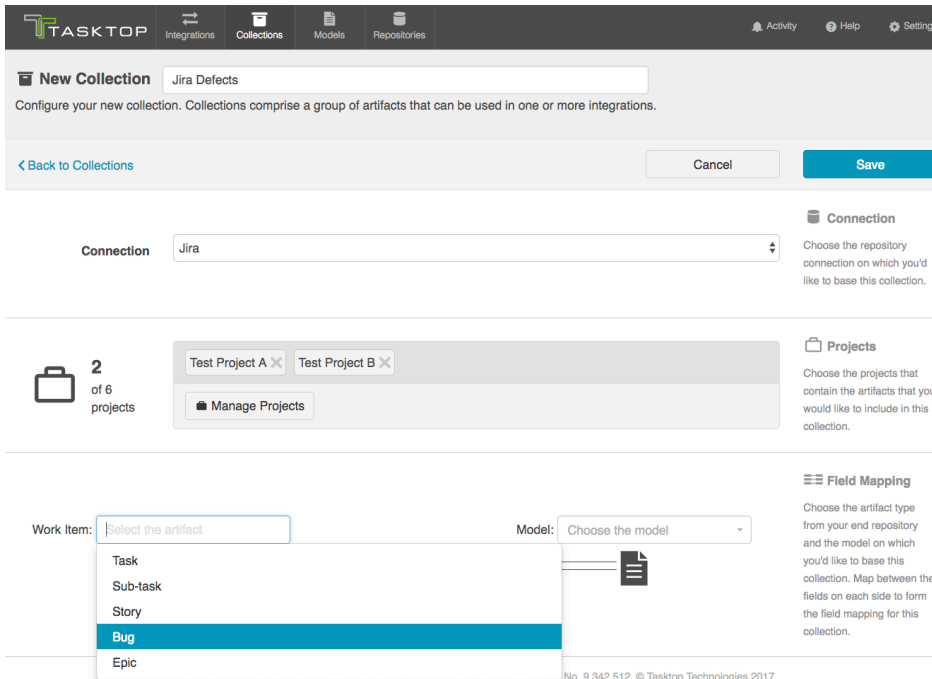 TASKTOP
Integrations
Collections
Models
Repositories
Activity
Help
Setting
New Collection
Jira Defects
Configure your new collection. Collections comprise a group of artifacts that can be used in one or more integrations.
Back to Collections
Cancel
Save
Connection
Jira
Connection
Choose the repository
connection on which you'd
like to base this collection.
2
of 6
projects
Test Project A
Test Project B
Manage Projects
Projects
Choose the projects that
contain the artifacts that you
would like to include in this
collection.
Work Item:
Select the artifact
Task
Sub-task
Story
Bug
Epic
Model:
Choose the model
Field Mapping
Choose the artifact type
from your end repository
and the model on which
you'd like to base this
collection. Map between the
fields on each side to form
the field mapping for this
collection.
No. 9,342,512. © Tasktop Technologies 2017